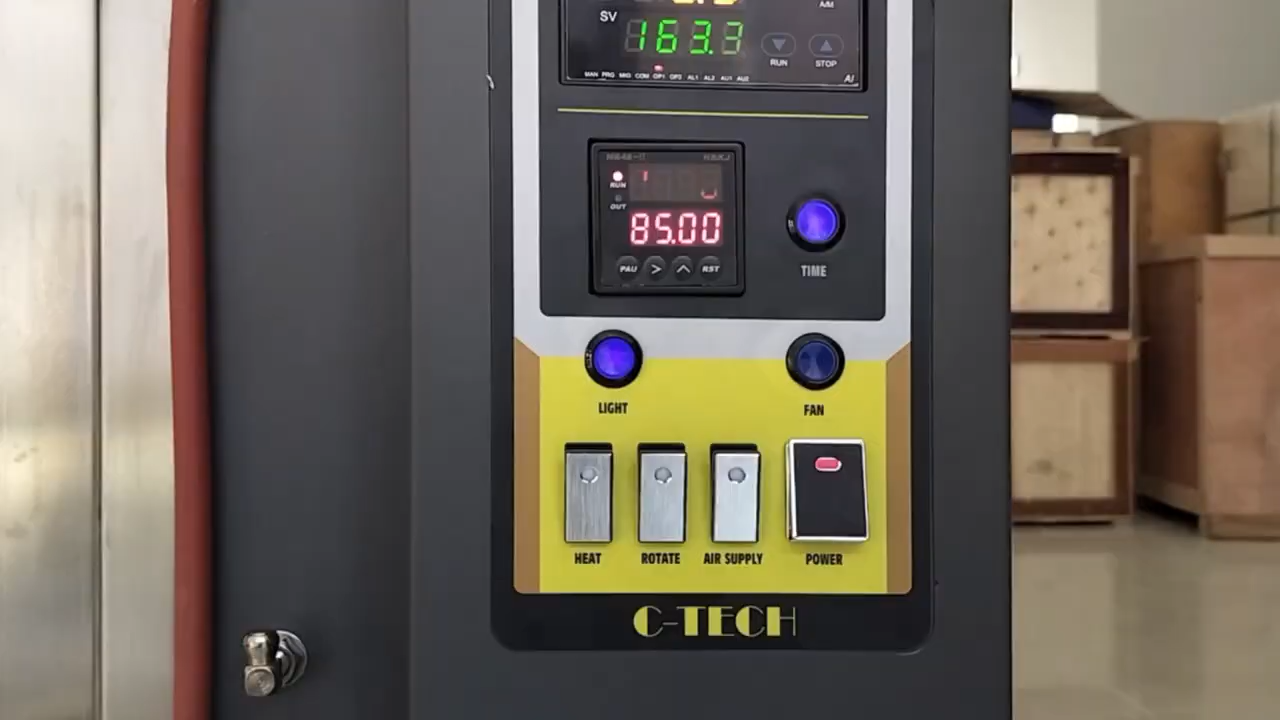 A/M
SV 163.3
RUN STOP
MAN PRG MIO COM OP1 OP2 AL1 AL2 AU1 AU2 AI
RUN
OUT
85.00
PAU > RST
TIME
LIGHT FAN
HEAT ROTATE AIR SUPPLY POWER
C-TECH